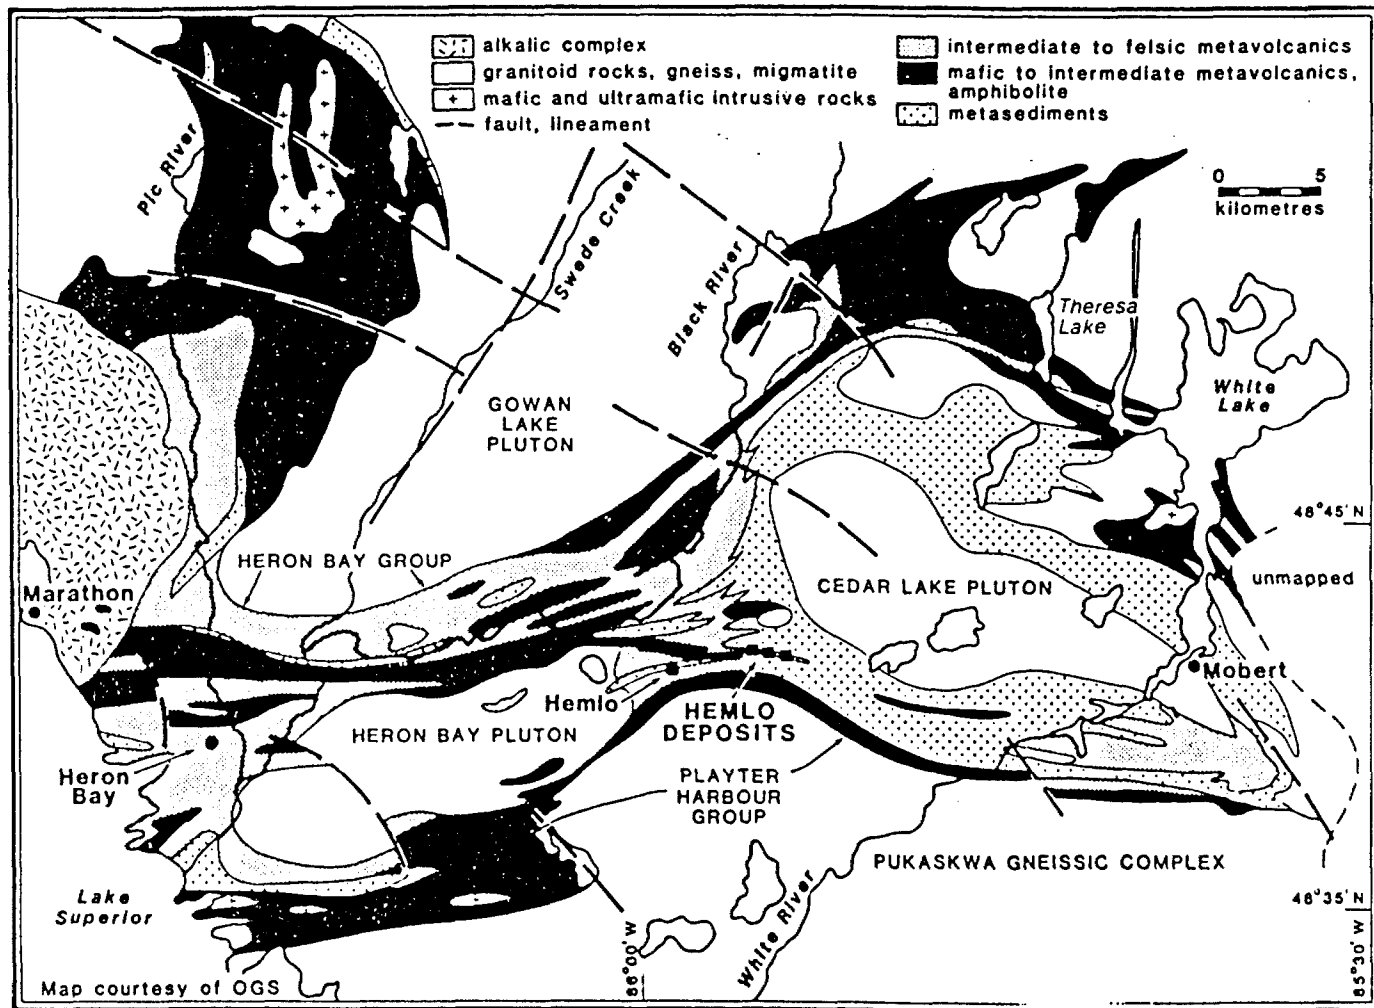 alkalic complex
granitoid rocks, gneiss, migmatite
mafic and ultramafic intrusive rocks
fault, lineament
intermediate to felsic metavolcanics
mafic to intermediate metavolcanics,
amphibolite
metasediments
0 5
kilometres
Pic River
Swede Creek
Black River
Theresa
Lake
White
Lake
GOWAN
LAKE
PLUTON
48°45' N
HERON BAY GROUP
unmapped
Marathon
CEDAR LAKE PLUTON
Mobert
Hemlo
HEMLO
DEPOSITS
HERON BAY PLUTON
Heron
Bay
PLAYTER
HARBOUR
GROUP
PUKASKWA GNEISSIC COMPLEX
Lake
Superior
48°35' N
White River
86°00' W
85°30' W
Map courtesy of OGS